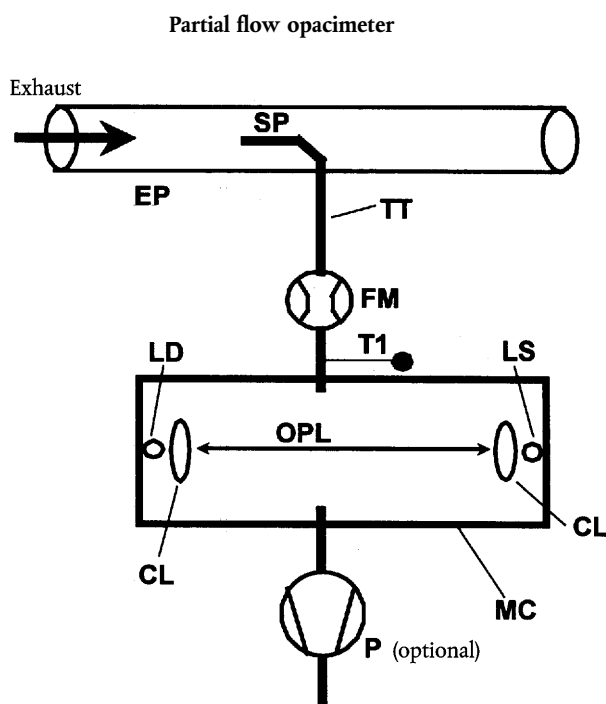 Partial flow opacimeter
Exhaust
SP
EP
TT
FM
T1
LD
LS
OPL
CL
CL
MC
P (optional)